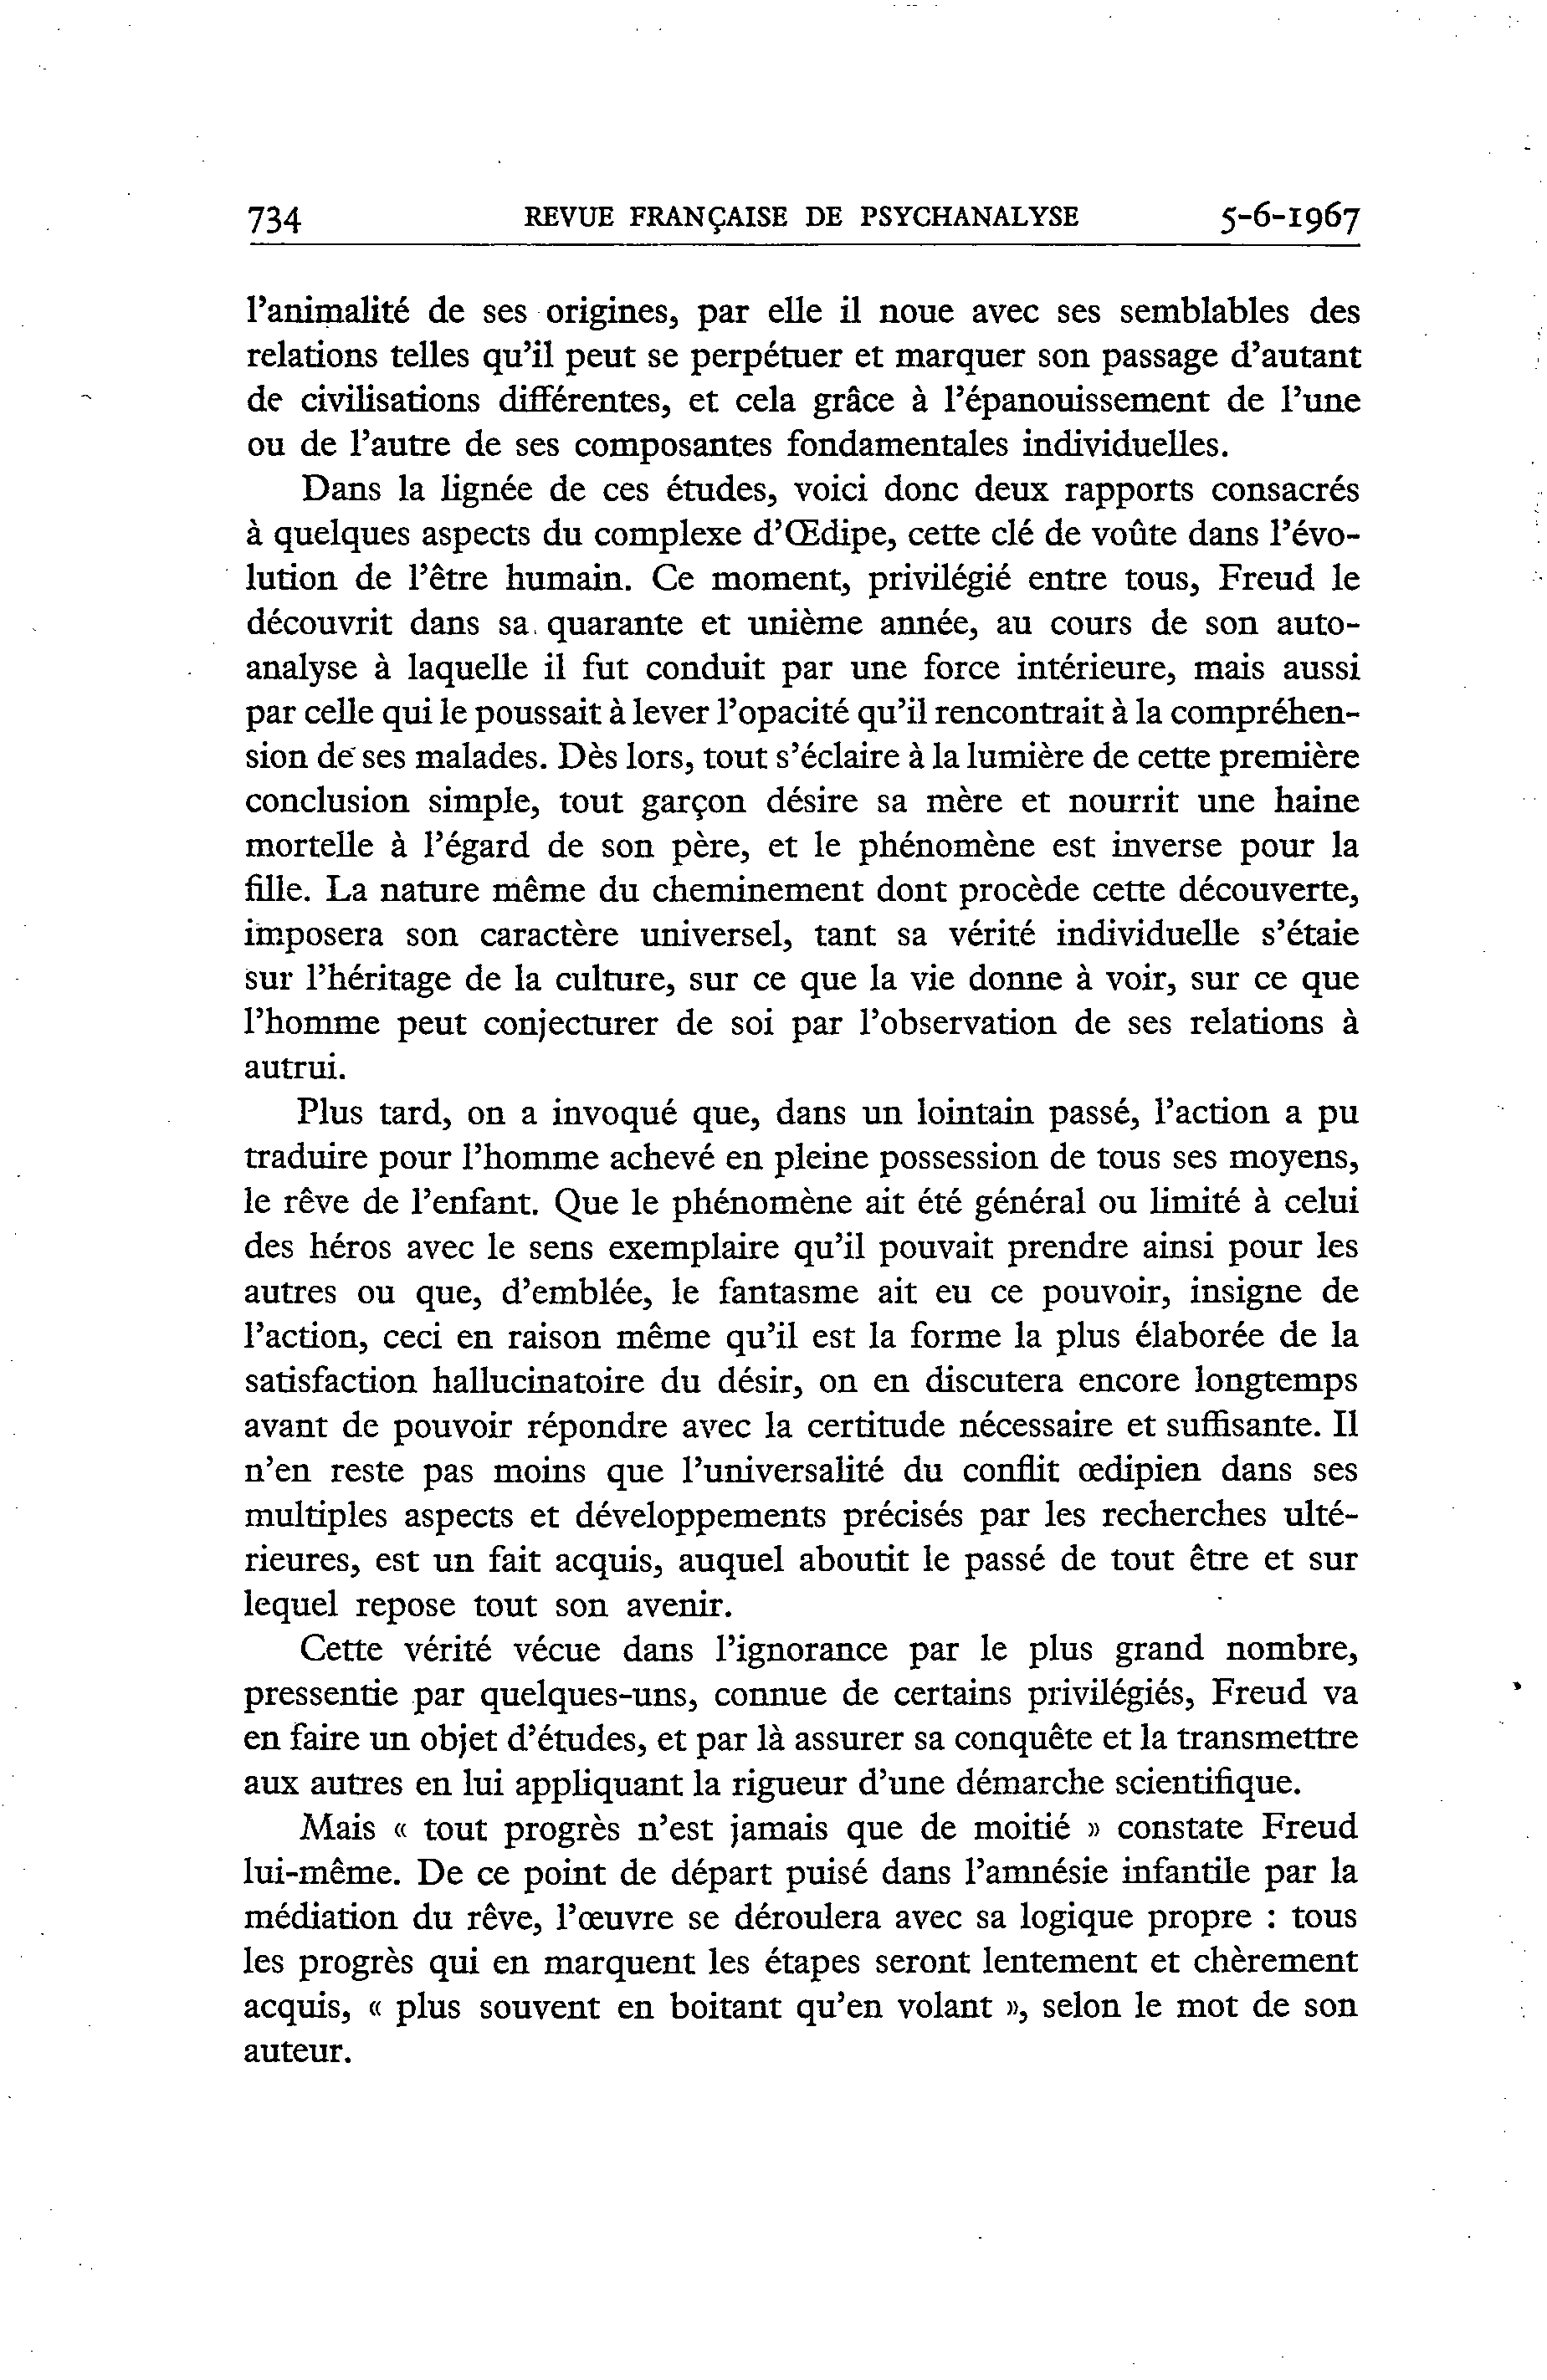 734 REVUE FRANÇAISE DE PSYCHANALYSE 5-6-1967
l'animalité de ses origines, par elle il noue avec ses semblables des
relations telles qu'il peut se perpétuer et marquer son passage d'autant
de civilisations différentes, et cela grâce à l'épanouissement de l'une
ou de l'autre de ses composantes fondamentales individuelles.
Dans la lignée de ces études, voici donc deux rapports consacrés
à quelques aspects du complexe d'Œdipe, cette clé de voûte dans l'évo-
lution de l'être humain. Ce moment, privilégié entre tous, Freud le
découvrit dans sa quarante et unième année, au cours de son auto-
analyse à laquelle il fut conduit par une force intérieure, mais aussi
par celle qui le poussait à lever l'opacité qu'il rencontrait à la compréhen-
sion de ses malades. Dès lors, tout s'éclaire à la lumière de cette première
conclusion simple, tout garçon désire sa mère et nourrit une haine
mortelle à l'égard de son père, et le phénomène est inverse pour la
fille. La nature même du cheminement dont procède cette découverte,
imposera son caractère universel, tant sa vérité individuelle s'étaie
sur l'héritage de la culture, sur ce que la vie donne à voir, sur ce que
l'homme peut conjecturer de soi par l'observation de ses relations à
autrui.
Plus tard, on a invoqué que, dans un lointain passé, l'action a pu
traduire pour l'homme achevé en pleine possession de tous ses moyens,
le rêve de l'enfant. Que le phénomène ait été général ou limité à celui
des héros avec le sens exemplaire qu'il pouvait prendre ainsi pour les
autres ou que, d'emblée, le fantasme ait eu ce pouvoir, insigne de
l'action, ceci en raison même qu'il est la forme la plus élaborée de la
satisfaction hallucinatoire du désir, on en discutera encore longtemps
avant de pouvoir répondre avec la certitude nécessaire et suffisante. Il
n'en reste pas moins que l'universalité du conflit œdipien dans ses
multiples aspects et développements précisés par les recherches ulté-
rieures, est un fait acquis, auquel aboutit le passé de tout être et sur
lequel repose tout son avenir.
Cette vérité vécue dans l'ignorance par le plus grand nombre,
pressentie par quelques-uns, connue de certains privilégiés, Freud va
en faire un objet d'études, et par là assurer sa conquête et la transmettre
aux autres en lui appliquant la rigueur d'une démarche scientifique.
Mais « tout progrès n'est jamais que de moitié » constate Freud
lui-même. De ce point de départ puisé dans l'amnésie infantile par la
médiation du rêve, l'œuvre se déroulera avec sa logique propre : tous
les progrès qui en marquent les étapes seront lentement et chèrement
acquis, « plus souvent en boitant qu'en volant », selon le mot de son
auteur.